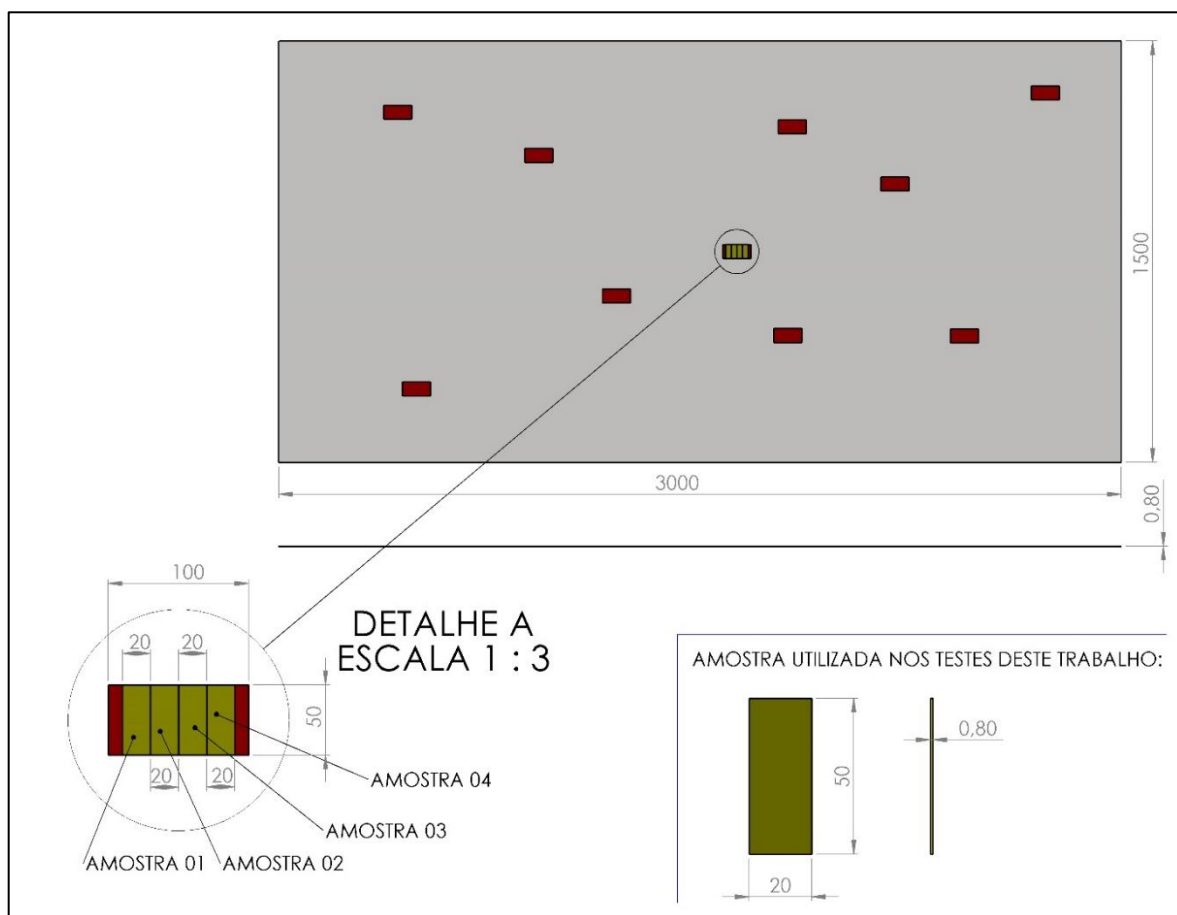 1500
3000
0,80
100
20
20
DETALHE A
ESCALA 1 : 3
50
20
20
AMOSTRA 04
AMOSTRA 03
AMOSTRA 01
AMOSTRA 02
AMOSTRA UTILIZADA NOS TESTES DESTE TRABALHO:
0,80
50
20